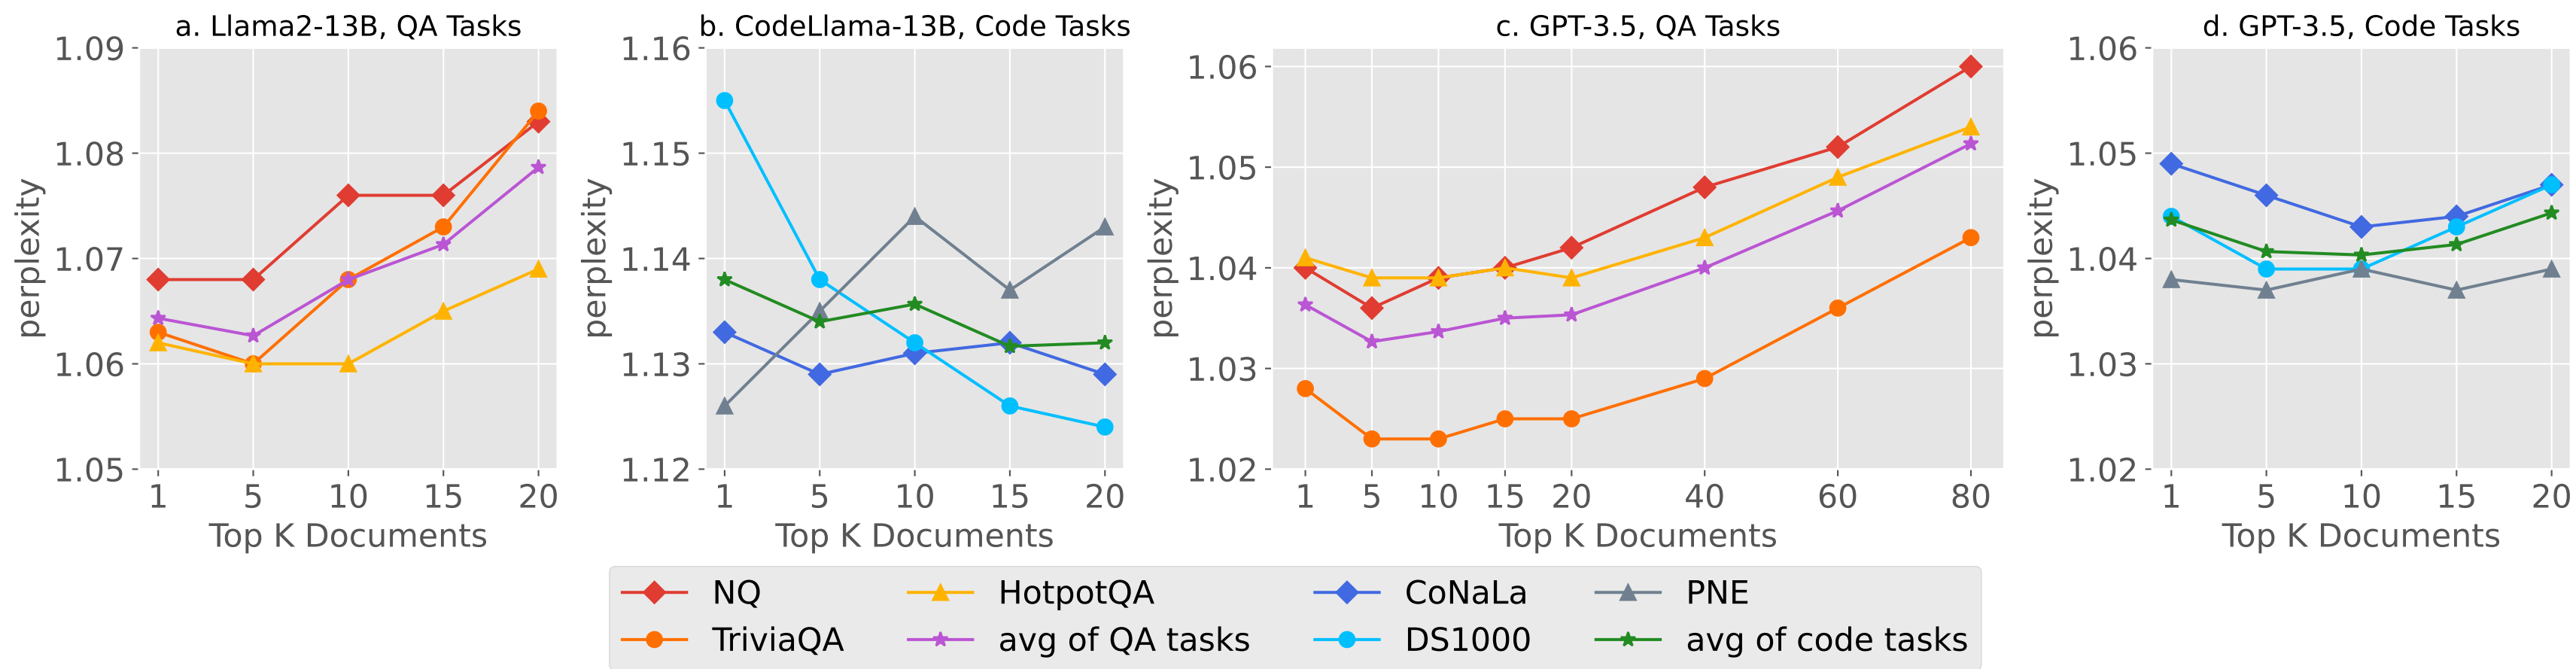 a. Llama2-13B, QA Tasks
1.09
1.08
1.07
1.06
1.05
perplexity
1 5 10 15 20
Top K Documents
b. CodeLlama-13B, Code Tasks
1.16
1.15
1.14
1.13
1.12
perplexity
1 5 10 15 20
Top K Documents
c. GPT-3.5, QA Tasks
1.06
1.05
1.04
1.03
1.02
perplexity
1 5 10 15 20 40 60 80
Top K Documents
d. GPT-3.5, Code Tasks
1.06
1.05
1.04
1.03
1.02
perplexity
1 5 10 15 20
Top K Documents
NQ HotpotQA CoNaLa PNE
TriviaQA avg of QA tasks DS1000 avg of code tasks